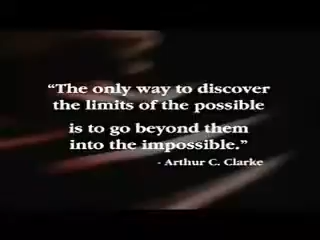 “The only way to discover
the limits of the possible
is to go beyond them
into the impossible.”
- Arthur C. Clarke